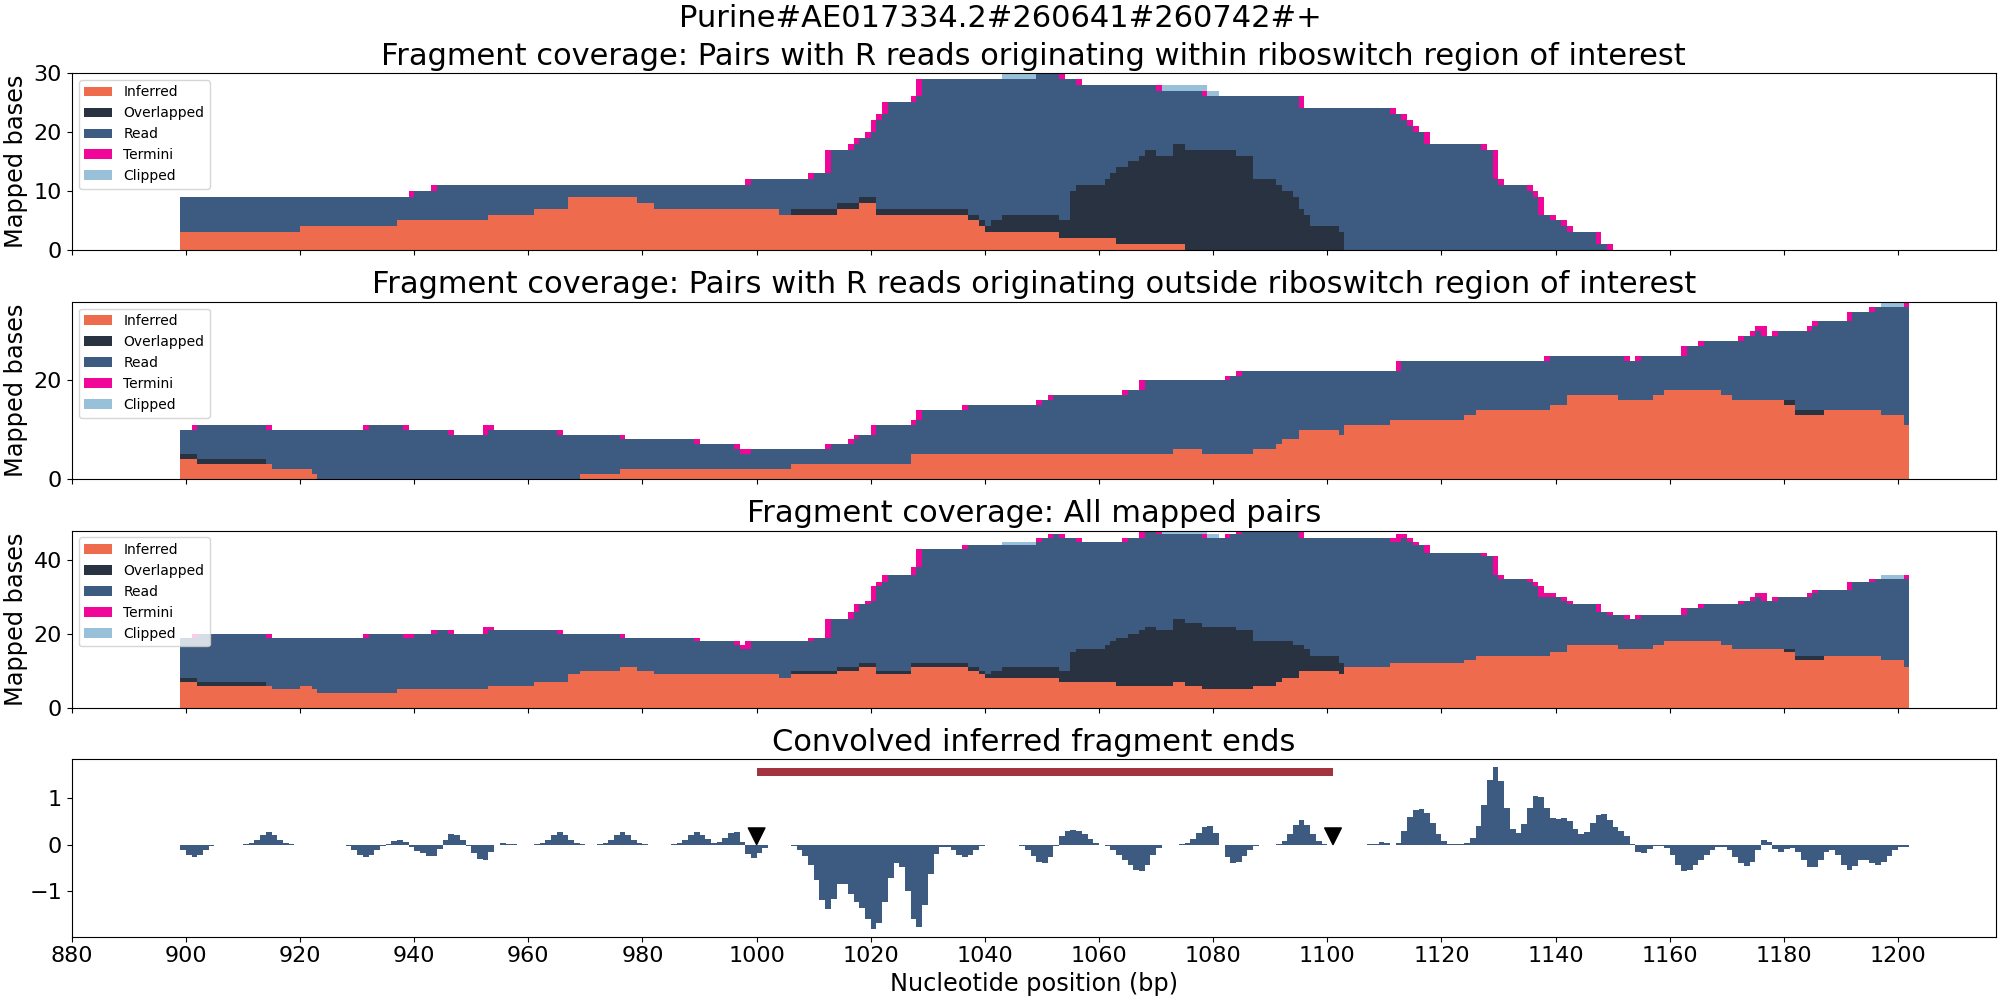 Purine#AE017334.2#260641#260742#+
Fragment coverage: Pairs with R reads originating within riboswitch region of interest
Mapped bases
30
20
10
0
Inferred
Overlapped
Read
Termini
Clipped
Fragment coverage: Pairs with R reads originating outside riboswitch region of interest
Mapped bases
20
0
Inferred
Overlapped
Read
Termini
Clipped
Fragment coverage: All mapped pairs
Mapped bases
40
20
0
Inferred
Overlapped
Read
Termini
Clipped
Convolved inferred fragment ends
1
0
−1
880 900 920 940 960 980 1000 1020 1040 1060 1080 1100 1120 1140 1160 1180 1200
Nucleotide position (bp)